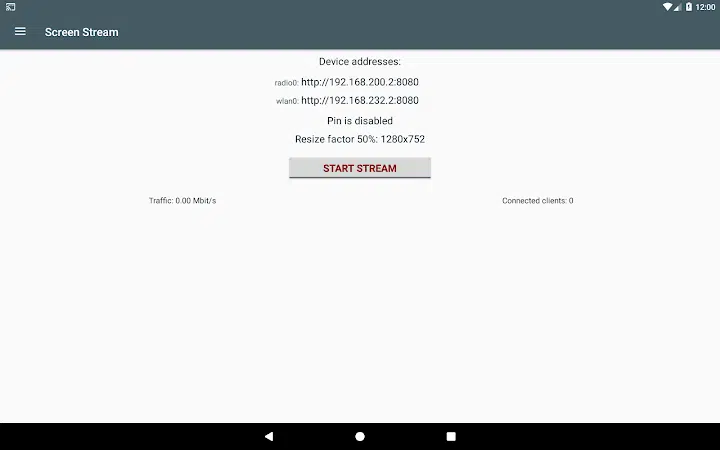 12:00
Screen Stream
Device addresses:
radio0: http://192.168.200.2:8080
wlan0: http://192.168.232.2:8080
Pin is disabled
Resize factor 50%: 1280x752
START STREAM
Traffic: 0.00 Mbit/s
Connected clients: 0